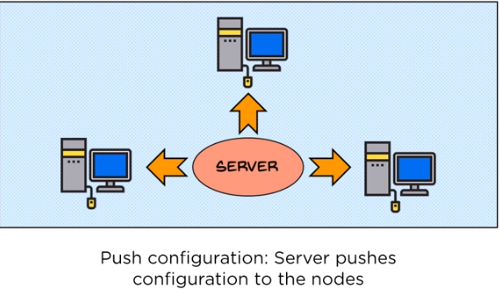 SERVER
Push configuration: Server pushes
configuration to the nodes